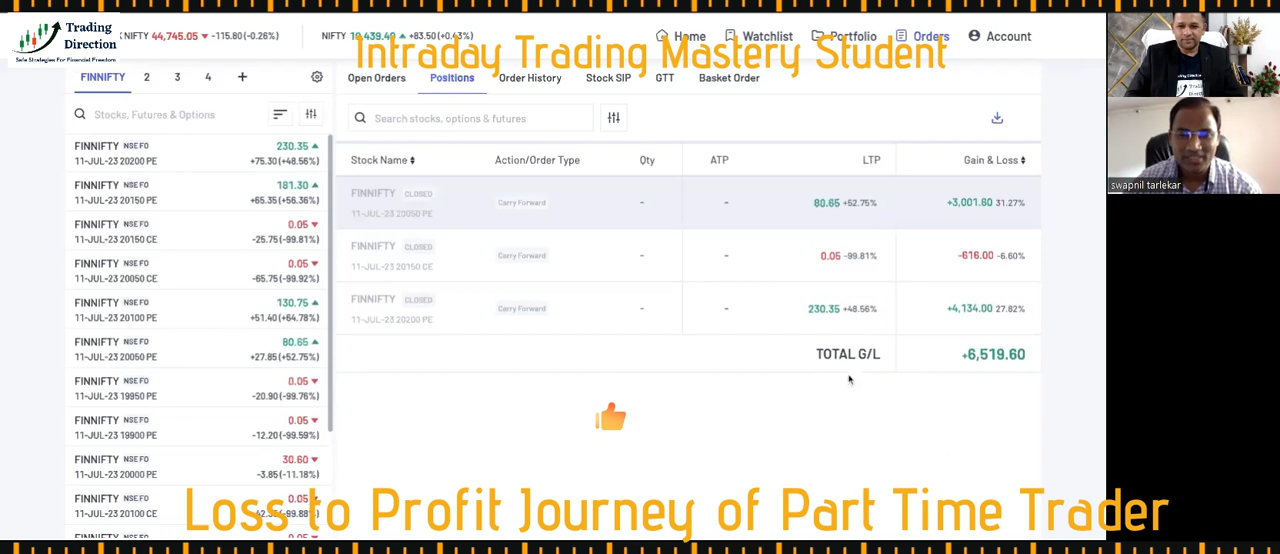 Trading
Direction
Safe Strategies For Financial Freedom
NIFTY 44,745.05 -115.80 (-0.26%)
NIFTY 19,439.40 +83.50 (+0.43%)
Home
Watchlist
Portfolio
Orders
Account
Intraday Trading Mastery Student
FINNIFTY 2 3 4 +
Open Orders Positions Order History Stock SIP GTT Basket Order
Stocks, Futures & Options
Search stocks, options & futures
FINNIFTY NSE FO 230.35
11-JUL-23 20200 PE +75.30 (+48.56%)
FINNIFTY NSE FO 181.30
11-JUL-23 20150 PE +65.35 (+56.36%)
FINNIFTY NSE FO 0.05
11-JUL-23 20150 CE -25.75 (-99.81%)
FINNIFTY NSE FO 0.05
11-JUL-23 20050 CE -65.75 (-99.92%)
FINNIFTY NSE FO 130.75
11-JUL-23 20100 PE +51.40 (+64.78%)
FINNIFTY NSE FO 80.65
11-JUL-23 20050 PE +27.85 (+52.75%)
FINNIFTY NSE FO 0.05
11-JUL-23 19950 PE -20.90 (-99.76%)
FINNIFTY NSE FO 0.05
11-JUL-23 19900 PE -12.20 (-99.59%)
FINNIFTY NSE FO 30.60
11-JUL-23 20000 PE -3.85 (-11.18%)
FINNIFTY NSE FO 0.05
11-JUL-23 20100 CE
FINNIFTY NSE FO 0.05
Stock Name Action/Order Type Qty ATP LTP Gain & Loss
FINNIFTY CLOSED
11-JUL-23 20050 PE Carry Forward - - 80.65 +52.75% +3,001.60 31.27%
FINNIFTY CLOSED
11-JUL-23 20150 CE Carry Forward - - 0.05 -99.81% -616.00 -6.60%
FINNIFTY CLOSED
11-JUL-23 20200 PE Carry Forward - - 230.35 +48.56% +4,134.00 27.82%
TOTAL G/L +6,519.60
swapnil tarlekar
Trading
Direction
Loss to Profit Journey of Part Time Trader